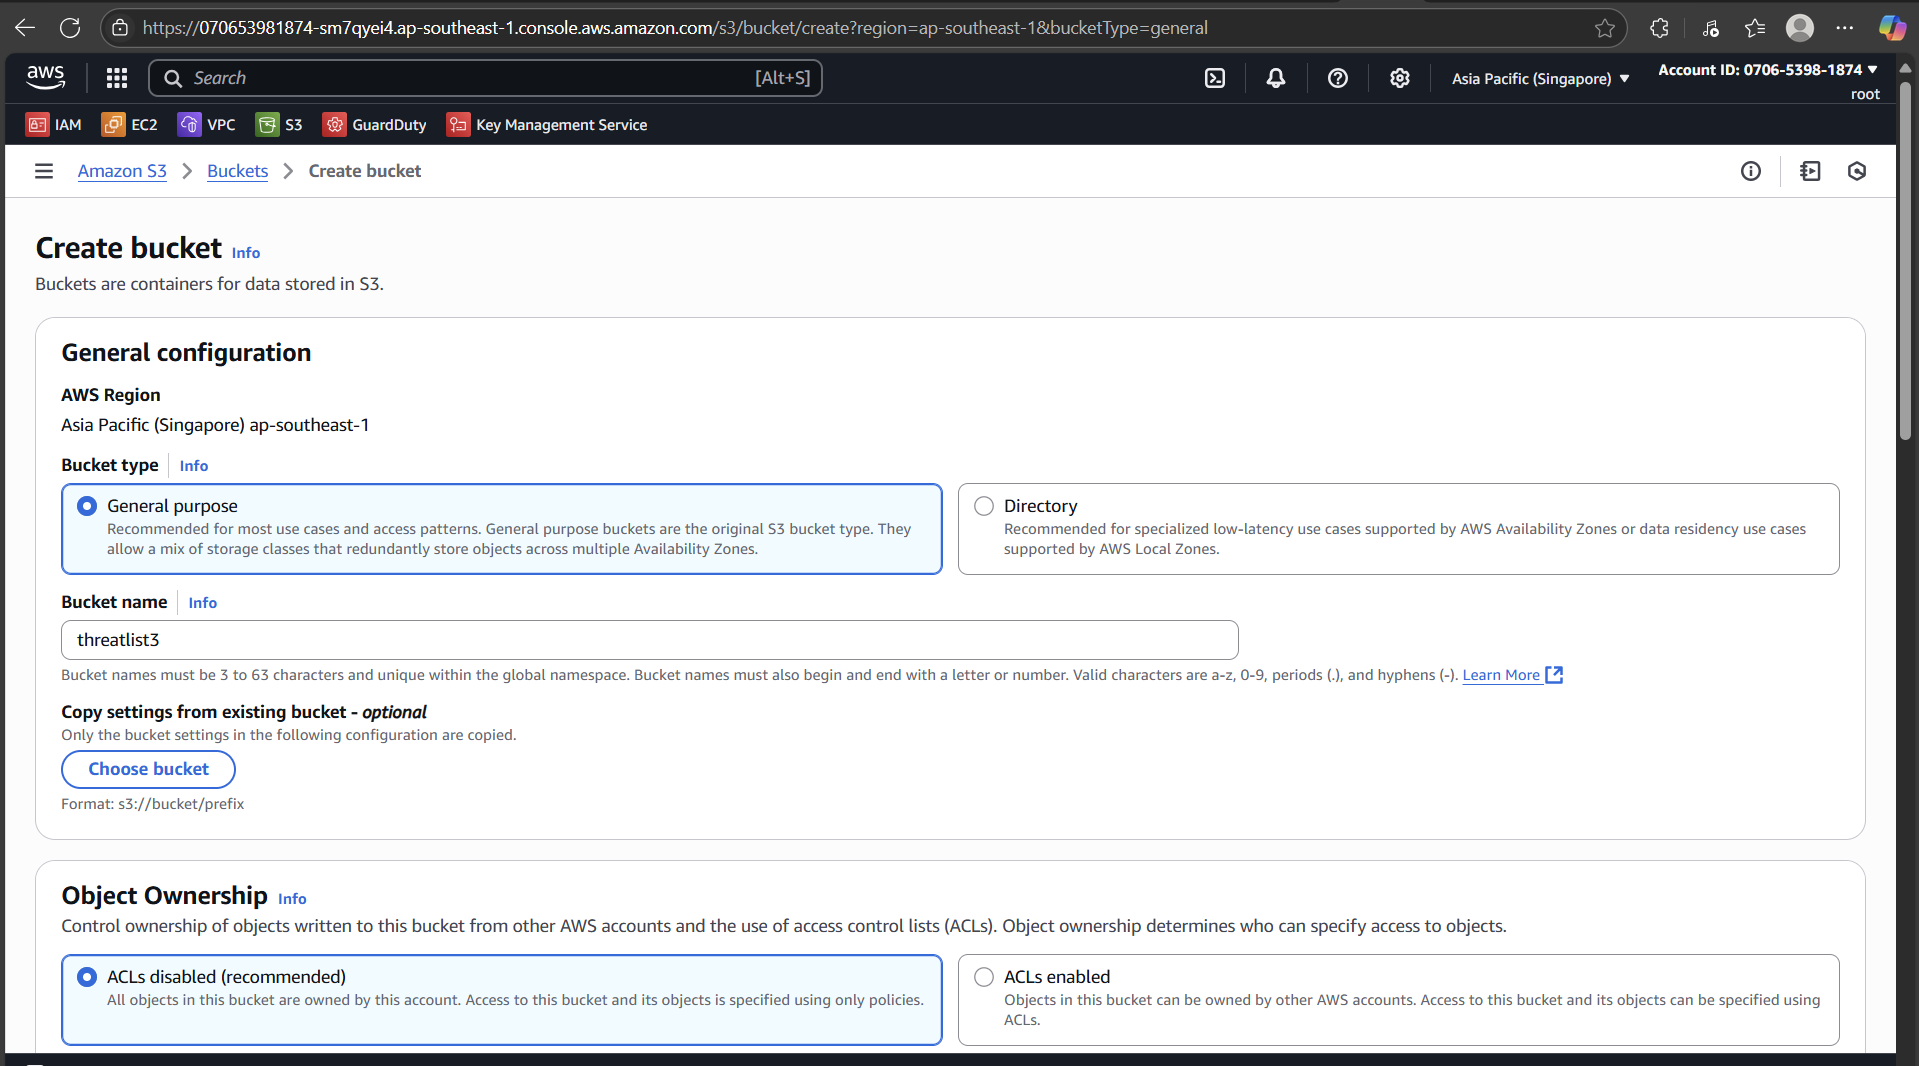 https://070653981874-sm7qyei4.ap-southeast-1.console.aws.amazon.com/s3/bucket/create?region=ap-southeast-1&bucketType=general
aws
Search [Alt+S]
Asia Pacific (Singapore)
Account ID: 0706-5398-1874
root
IAM EC2 VPC S3 GuardDuty Key Management Service
Amazon S3 Buckets Create bucket
Create bucket Info
Buckets are containers for data stored in S3.
General configuration
AWS Region
Asia Pacific (Singapore) ap-southeast-1
Bucket type Info
General purpose
Recommended for most use cases and access patterns. General purpose buckets are the original S3 bucket type. They
allow a mix of storage classes that redundantly store objects across multiple Availability Zones.
Directory
Recommended for specialized low-latency use cases supported by AWS Availability Zones or data residency use cases
supported by AWS Local Zones.
Bucket name Info
threatlist3
Bucket names must be 3 to 63 characters and unique within the global namespace. Bucket names must also begin and end with a letter or number. Valid characters are a-z, 0-9, periods (.), and hyphens (-). Learn More
Copy settings from existing bucket - optional
Only the bucket settings in the following configuration are copied.
Choose bucket
Format: s3://bucket/prefix
Object Ownership Info
Control ownership of objects written to this bucket from other AWS accounts and the use of access control lists (ACLs). Object ownership determines who can specify access to objects.
ACLs disabled (recommended)
All objects in this bucket are owned by this account. Access to this bucket and its objects is specified using only policies.
ACLs enabled
Objects in this bucket can be owned by other AWS accounts. Access to this bucket and its objects can be specified using
ACLs.